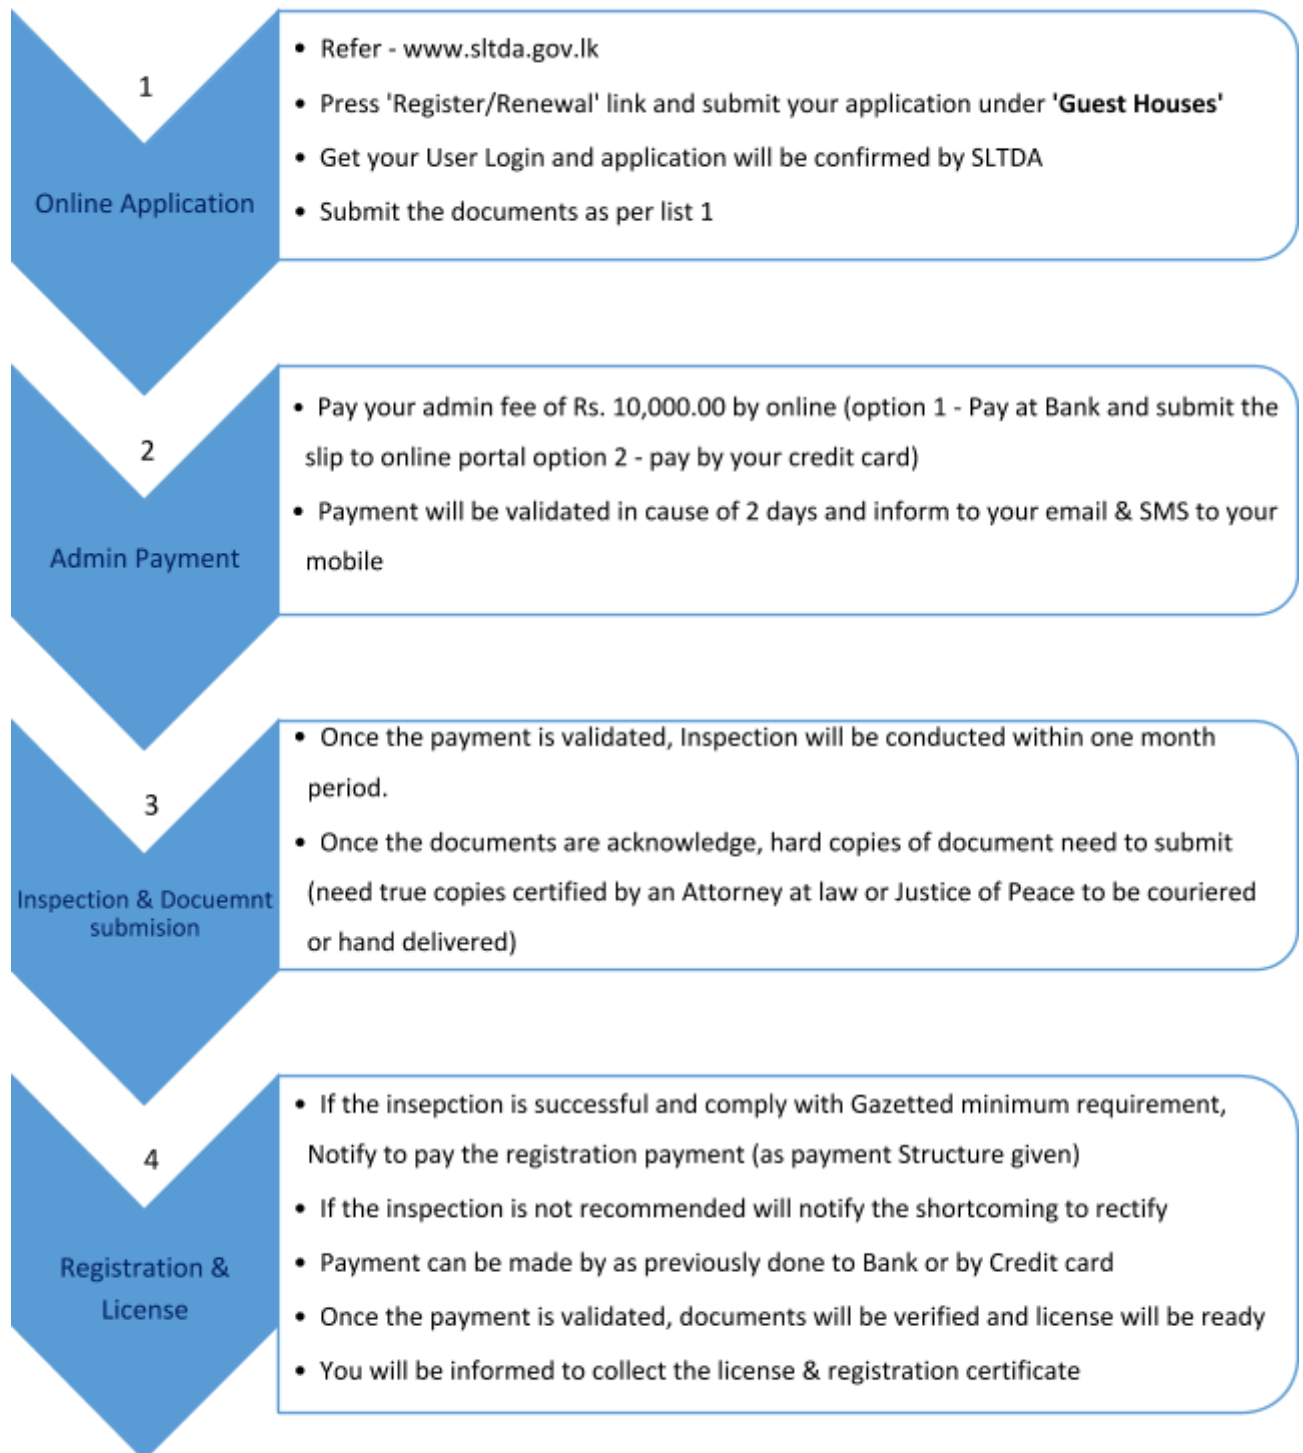 1
Online Application
• Refer - www.sltda.gov.lk
• Press 'Register/Renewal' link and submit your application under 'Guest Houses'
• Get your User Login and application will be confirmed by SLTDA
• Submit the documents as per list 1
2
Admin Payment
• Pay your admin fee of Rs. 10,000.00 by online (option 1 - Pay at Bank and submit the
slip to online portal option 2 - pay by your credit card)
• Payment will be validated in cause of 2 days and inform to your email & SMS to your
mobile
3
Inspection & Docuemnt
submision
• Once the payment is validated, Inspection will be conducted within one month
period.
• Once the documents are acknowledge, hard copies of document need to submit
(need true copies certified by an Attorney at law or Justice of Peace to be couriered
or hand delivered)
4
Registration &
License
• If the insepction is successful and comply with Gazetted minimum requirement,
Notify to pay the registration payment (as payment Structure given)
• If the inspection is not recommended will notify the shortcoming to rectify
• Payment can be made by as previously done to Bank or by Credit card
• Once the payment is validated, documents will be verified and license will be ready
• You will be informed to collect the license & registration certificate